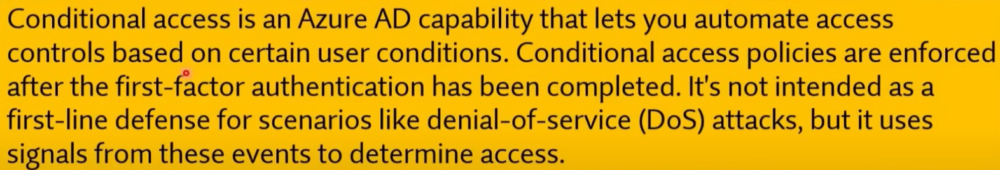 Conditional access is an Azure AD capability that lets you automate access
controls based on certain user conditions. Conditional access policies are enforced
after the first-factor authentication has been completed. It's not intended as a
first-line defense for scenarios like denial-of-service (DoS) attacks, but it uses
signals from these events to determine access.